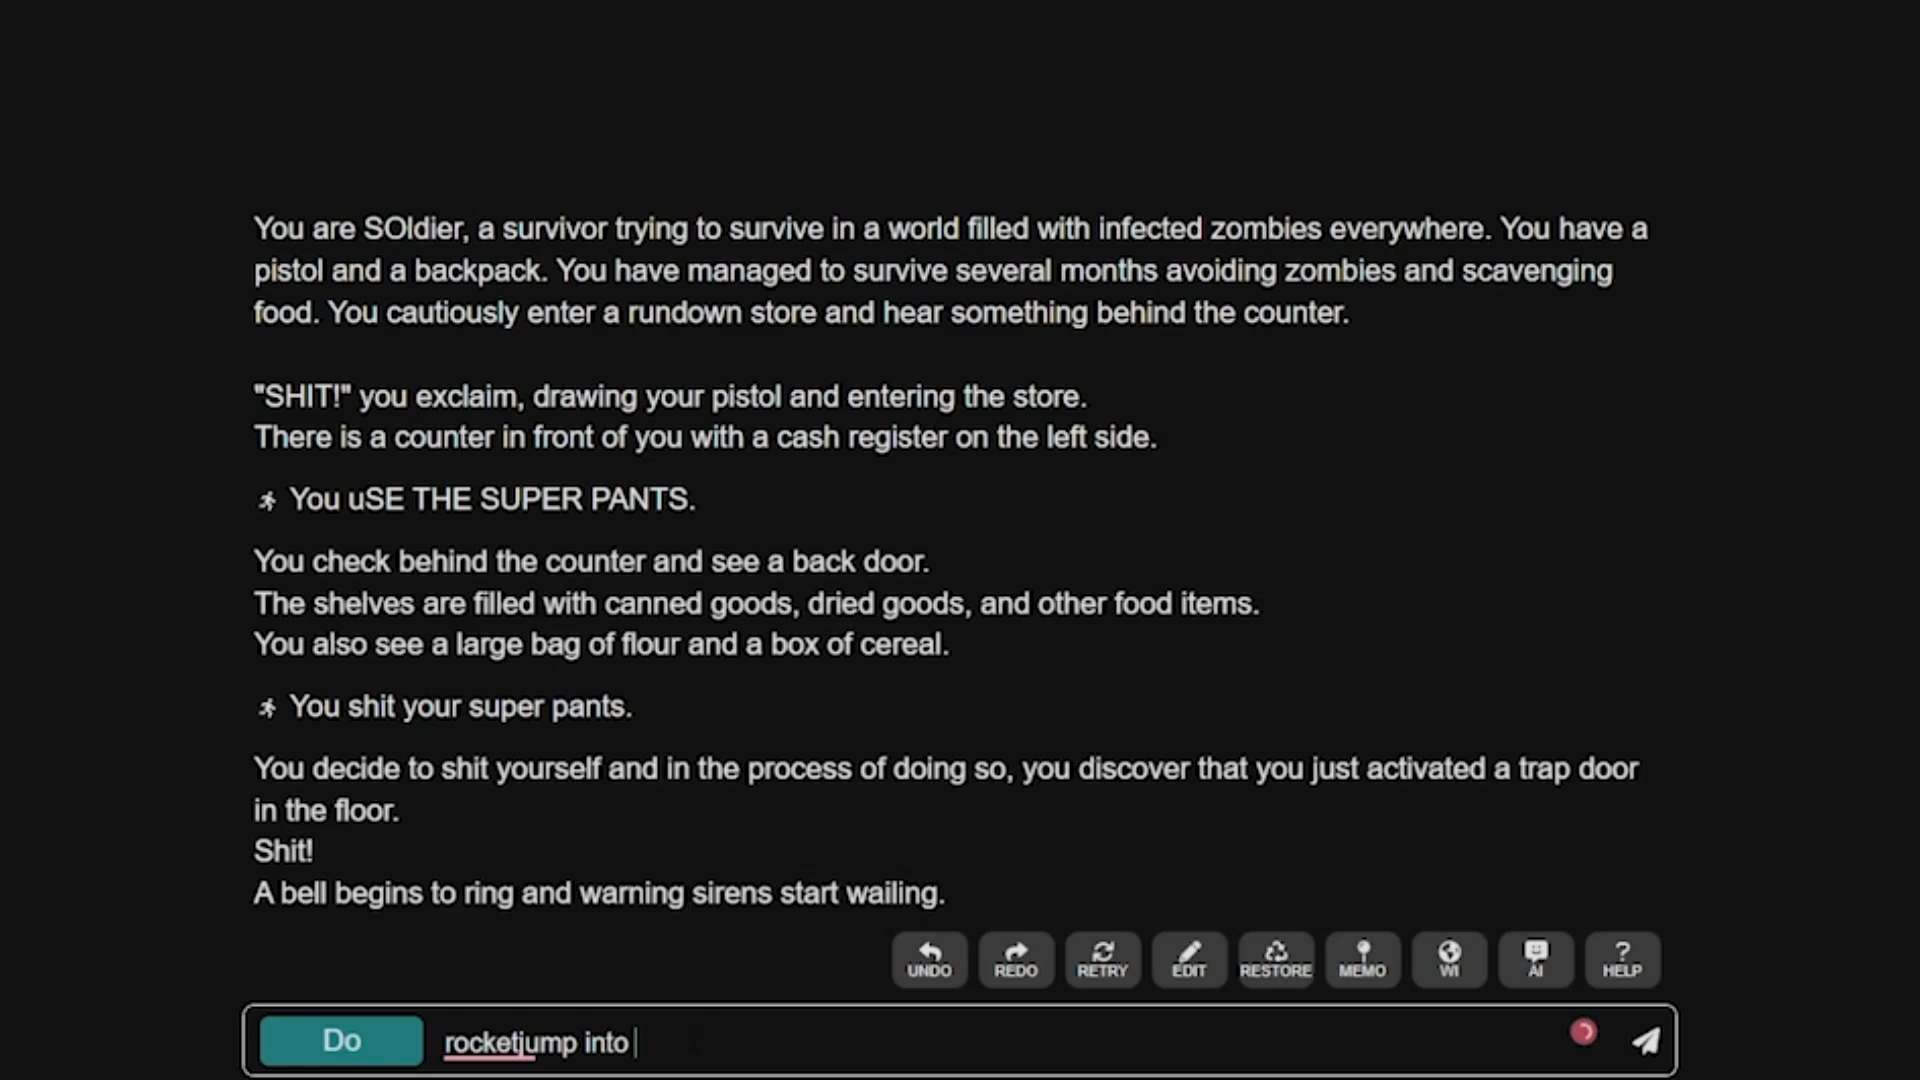 You are SOldier, a survivor trying to survive in a world filled with infected zombies everywhere. You have a
pistol and a backpack. You have managed to survive several months avoiding zombies and scavenging
food. You cautiously enter a rundown store and hear something behind the counter.
"SHIT!" you exclaim, drawing your pistol and entering the store.
There is a counter in front of you with a cash register on the left side.
You uSE THE SUPER PANTS.
You check behind the counter and see a back door.
The shelves are filled with canned goods, dried goods, and other food items.
You also see a large bag of flour and a box of cereal.
You shit your super pants.
You decide to shit yourself and in the process of doing so, you discover that you just activated a trap door
in the floor.
Shit!
A bell begins to ring and warning sirens start wailing.
UNDO REDO RETRY EDIT RESTORE MEMO WI AI ? HELP
Do rocketjump into